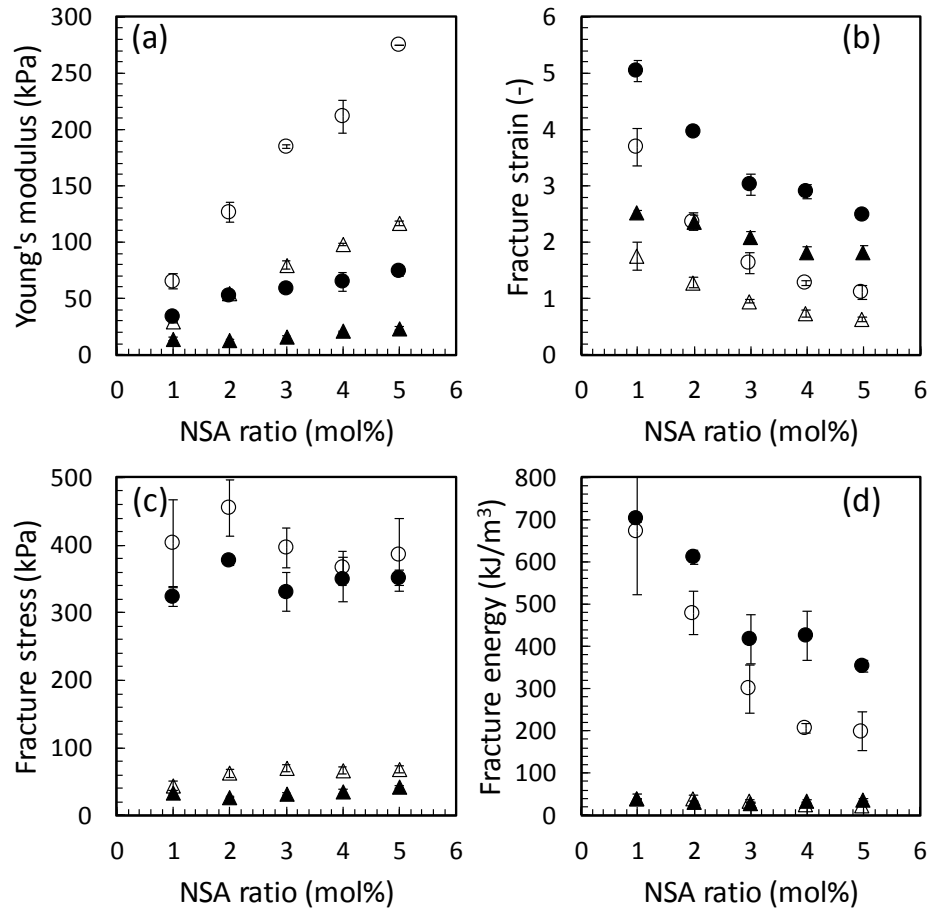 (a)
Young's modulus (kPa)
300
250
200
150
100
50
0
0 1 2 3 4 5 6
NSA ratio (mol%)
(b)
Fracture strain (-)
6
5
4
3
2
1
0
0 1 2 3 4 5 6
NSA ratio (mol%)
(c)
Fracture stress (kPa)
500
400
300
200
100
0
0 1 2 3 4 5 6
NSA ratio (mol%)
(d)
Fracture energy (kJ/m³)
800
700
600
500
400
300
200
100
0
0 1 2 3 4 5 6
NSA ratio (mol%)